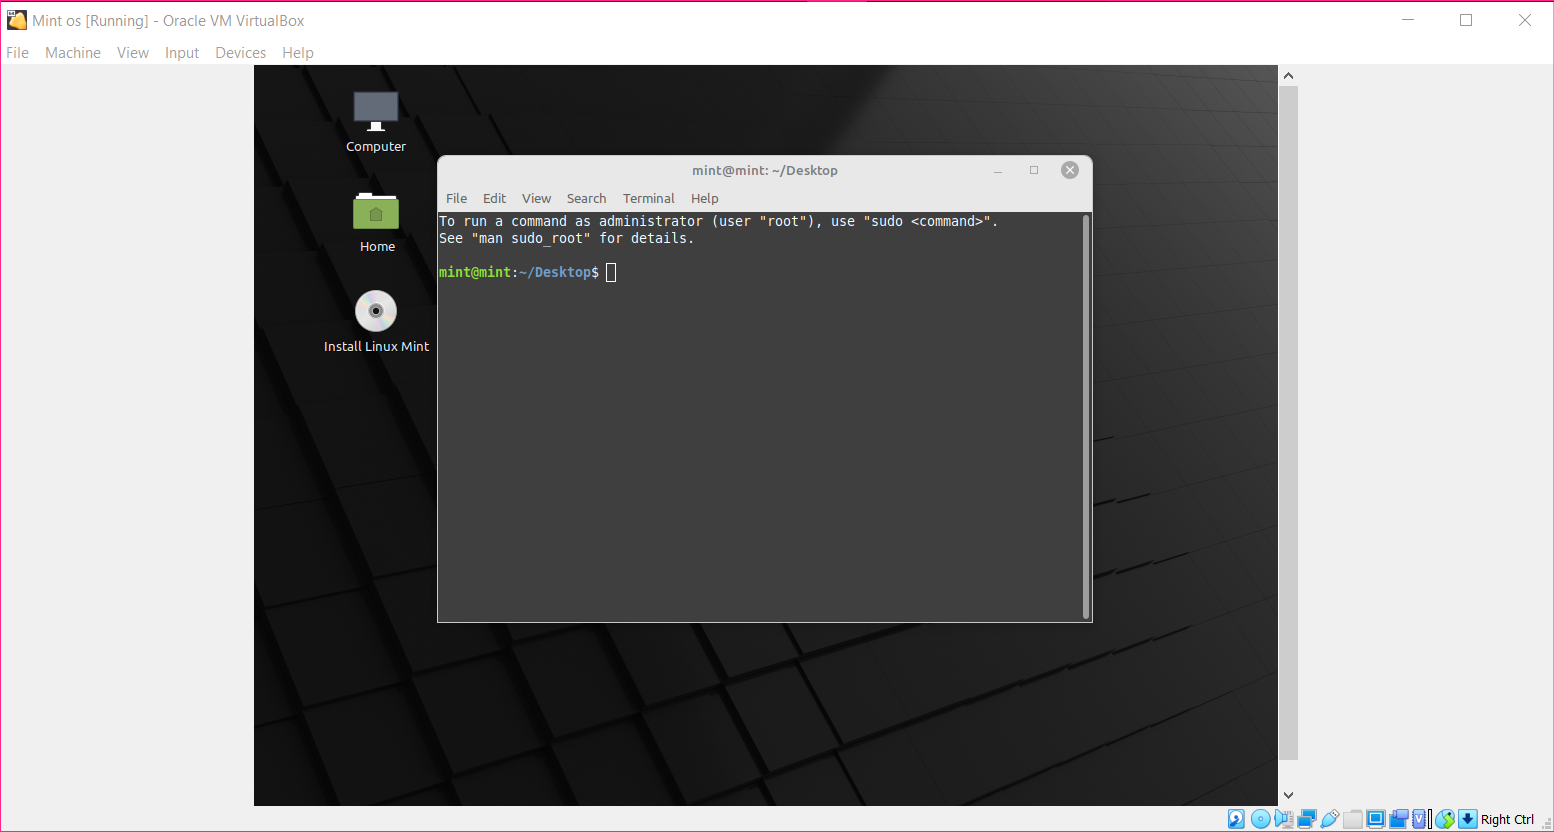 Mint os [Running] - Oracle VM VirtualBox
File Machine View Input Devices Help
Computer
Home
Install Linux Mint
mint@mint: ~/Desktop
File Edit View Search Terminal Help
To run a command as administrator (user "root"), use "sudo <command>".
See "man sudo_root" for details.
mint@mint:~/Desktop$
Right Ctrl